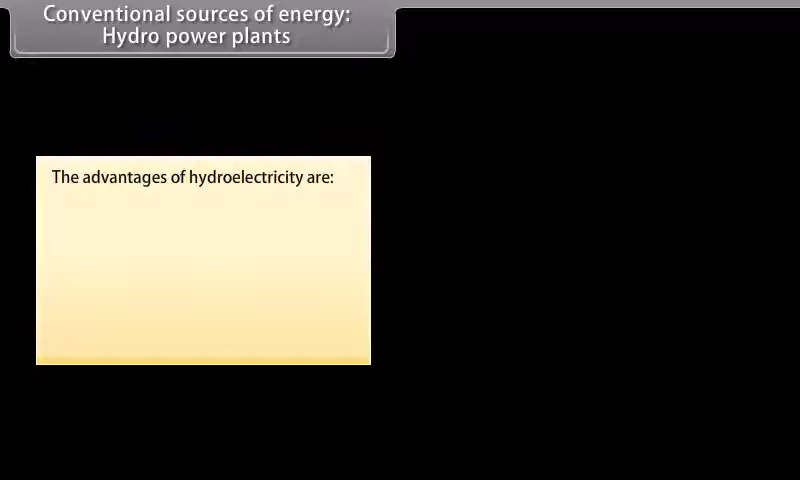 Conventional sources of energy:
Hydro power plants
The advantages of hydroelectricity are: